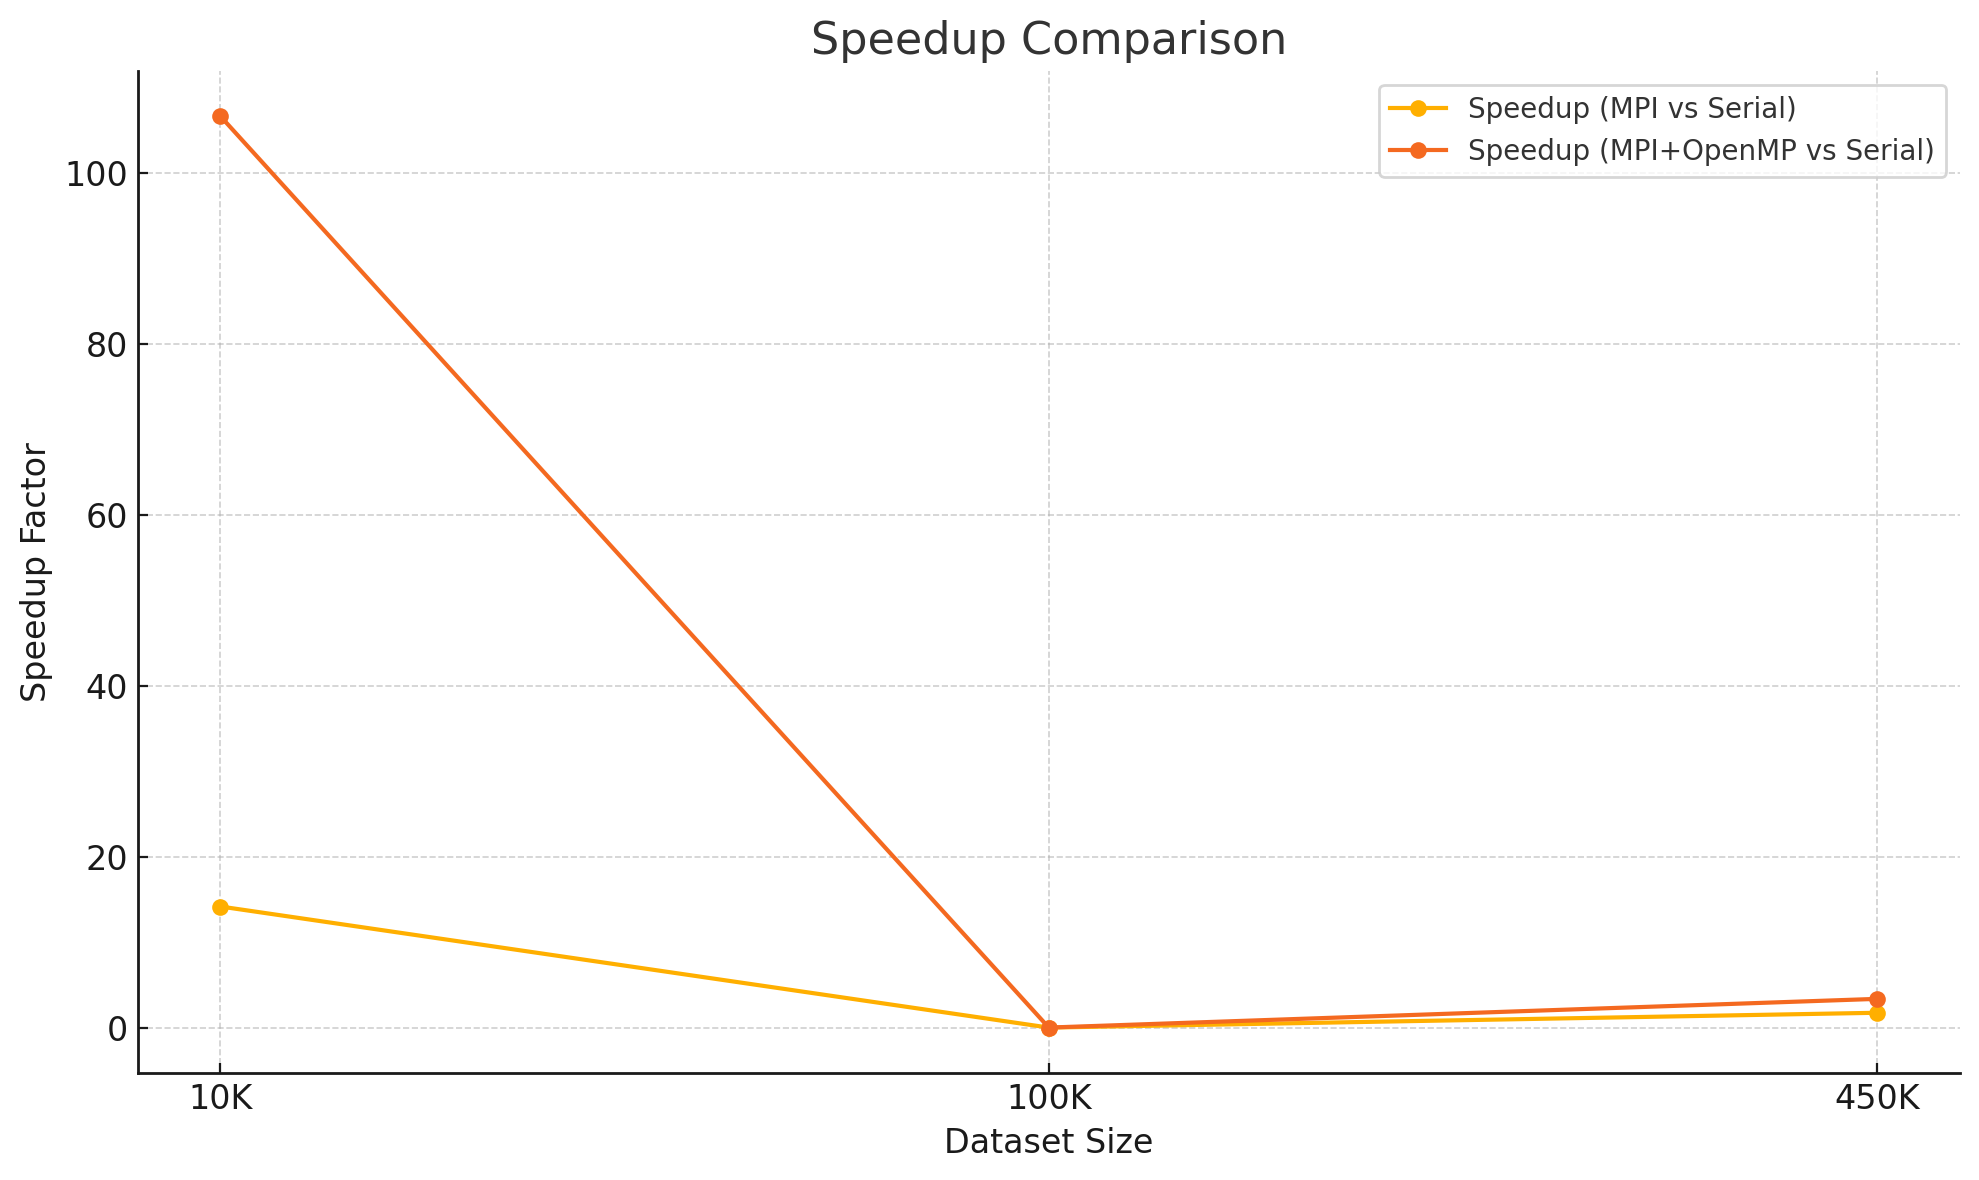 Speedup Comparison
Speedup (MPI vs Serial)
Speedup (MPI+OpenMP vs Serial)
Speedup Factor
100
80
60
40
20
0
10K
100K
450K
Dataset Size